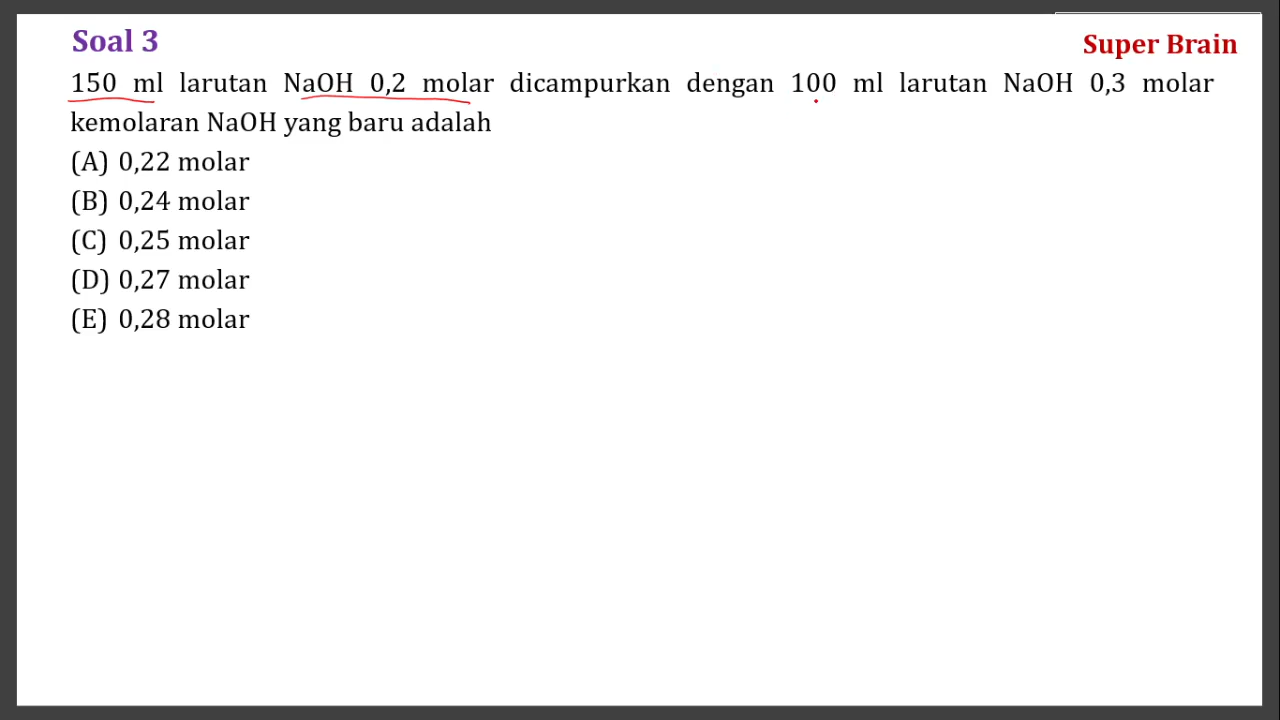 Soal 3
Super Brain
150 ml larutan NaOH 0,2 molar dicampurkan dengan 100 ml larutan NaOH 0,3 molar
kemolaran NaOH yang baru adalah
(A) 0,22 molar
(B) 0,24 molar
(C) 0,25 molar
(D) 0,27 molar
(E) 0,28 molar